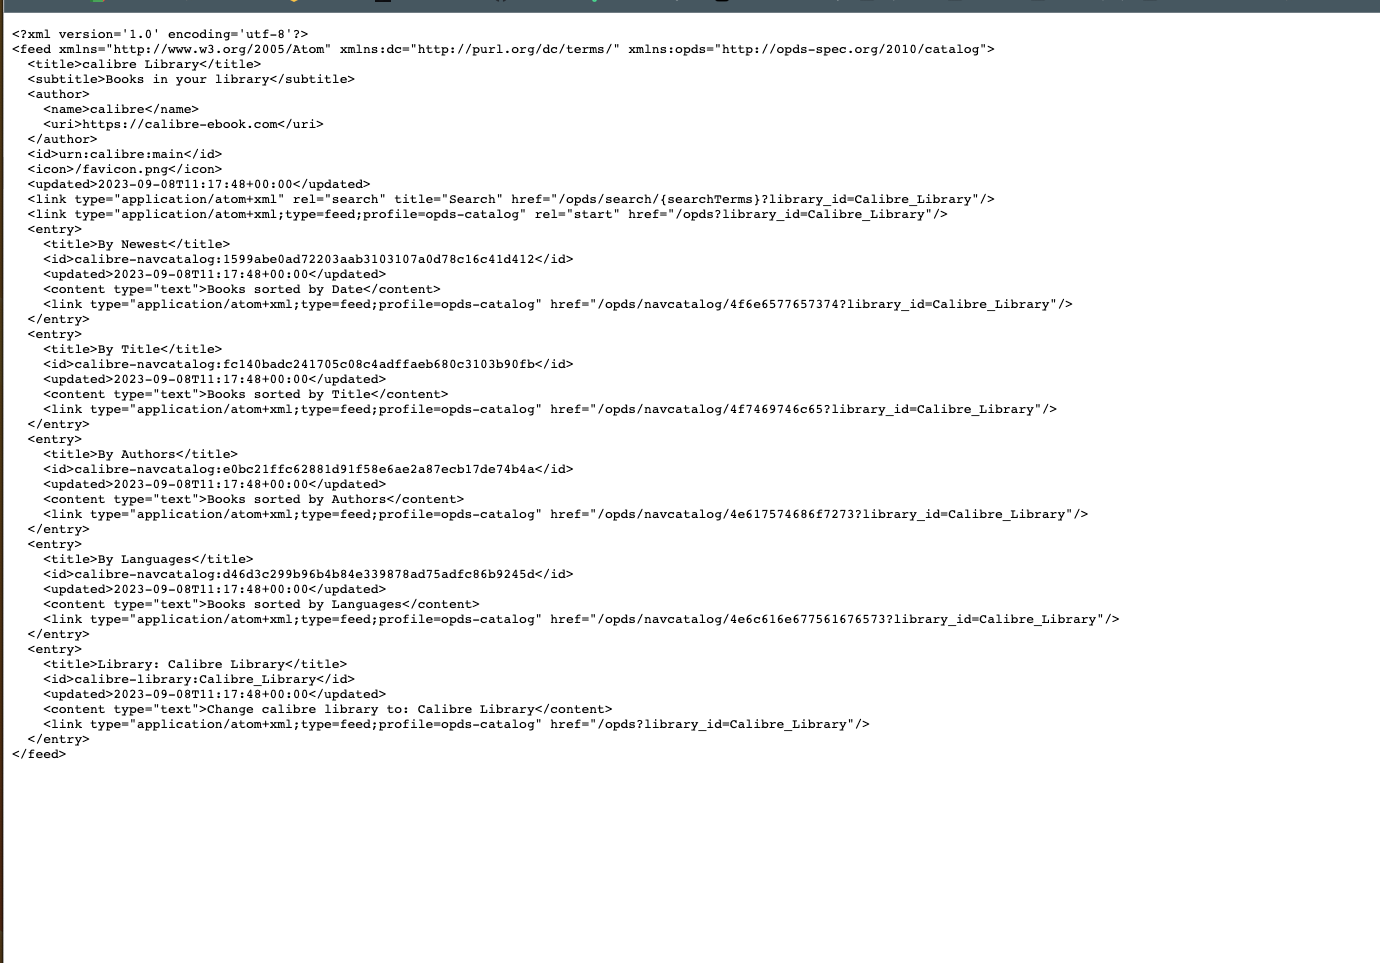 <?xml version='1.0' encoding='utf-8'?>
<feed xmlns="http://www.w3.org/2005/Atom" xmlns:dc="http://purl.org/dc/terms/" xmlns:opds="http://opds-spec.org/2010/catalog">
  <title>calibre Library</title>
  <subtitle>Books in your library</subtitle>
  <author>
    <name>calibre</name>
    <uri>https://calibre-ebook.com</uri>
  </author>
  <id>urn:calibre:main</id>
  <icon>/favicon.png</icon>
  <updated>2023-09-08T11:17:48+00:00</updated>
  <link type="application/atom+xml" rel="search" title="Search" href="/opds/search/{searchTerms}?library_id=Calibre_Library"/>
  <link type="application/atom+xml;type=feed;profile=opds-catalog" rel="start" href="/opds?library_id=Calibre_Library"/>
  <entry>
    <title>By Newest</title>
    <id>calibre-navcatalog:1599abe0ad72203aab3103107a0d78c16c41d412</id>
    <updated>2023-09-08T11:17:48+00:00</updated>
    <content type="text">Books sorted by Date</content>
    <link type="application/atom+xml;type=feed;profile=opds-catalog" href="/opds/navcatalog/4f6e6577657374?library_id=Calibre_Library"/>
  </entry>
  <entry>
    <title>By Title</title>
    <id>calibre-navcatalog:fc140badc241705c08c4adffaeb680c3103b90fb</id>
    <updated>2023-09-08T11:17:48+00:00</updated>
    <content type="text">Books sorted by Title</content>
    <link type="application/atom+xml;type=feed;profile=opds-catalog" href="/opds/navcatalog/4f7469746c65?library_id=Calibre_Library"/>
  </entry>
  <entry>
    <title>By Authors</title>
    <id>calibre-navcatalog:e0bc21ffc62881d91f58e6ae2a87ecb17de74b4a</id>
    <updated>2023-09-08T11:17:48+00:00</updated>
    <content type="text">Books sorted by Authors</content>
    <link type="application/atom+xml;type=feed;profile=opds-catalog" href="/opds/navcatalog/4e617574686f7273?library_id=Calibre_Library"/>
  </entry>
  <entry>
    <title>By Languages</title>
    <id>calibre-navcatalog:d46d3c299b96b4b84e339878ad75adfc86b9245d</id>
    <updated>2023-09-08T11:17:48+00:00</updated>
    <content type="text">Books sorted by Languages</content>
    <link type="application/atom+xml;type=feed;profile=opds-catalog" href="/opds/navcatalog/4e6c616e677561676573?library_id=Calibre_Library"/>
  </entry>
  <entry>
    <title>Library: Calibre Library</title>
    <id>calibre-library:Calibre_Library</id>
    <updated>2023-09-08T11:17:48+00:00</updated>
    <content type="text">Change calibre library to: Calibre Library</content>
    <link type="application/atom+xml;type=feed;profile=opds-catalog" href="/opds?library_id=Calibre_Library"/>
  </entry>
</feed>